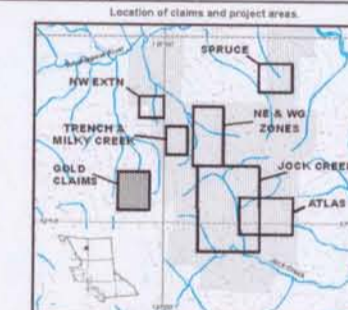 Location of claims and project areas.
SPRUCE
NW EXTN
NE & WG
ZONES
TRENCH &
MILKY CREEK
JOCK CREEK
GOLD
CLAIMS
ATLAS